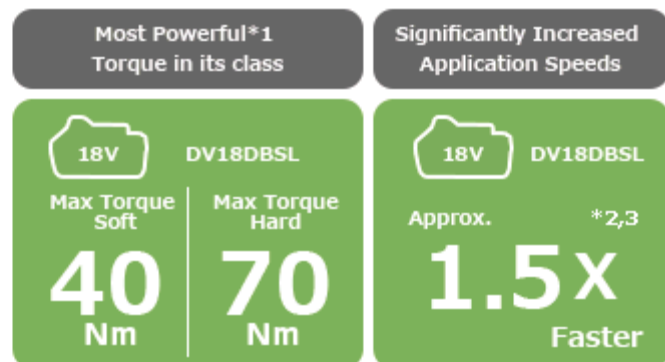 Most Powerful*1
Torque in its class
18V DV18DBSL
Max Torque
Soft
40
Nm
Max Torque
Hard
70
Nm
Significantly Increased
Application Speeds
18V DV18DBSL
Approx. *2,3
1.5X
Faster